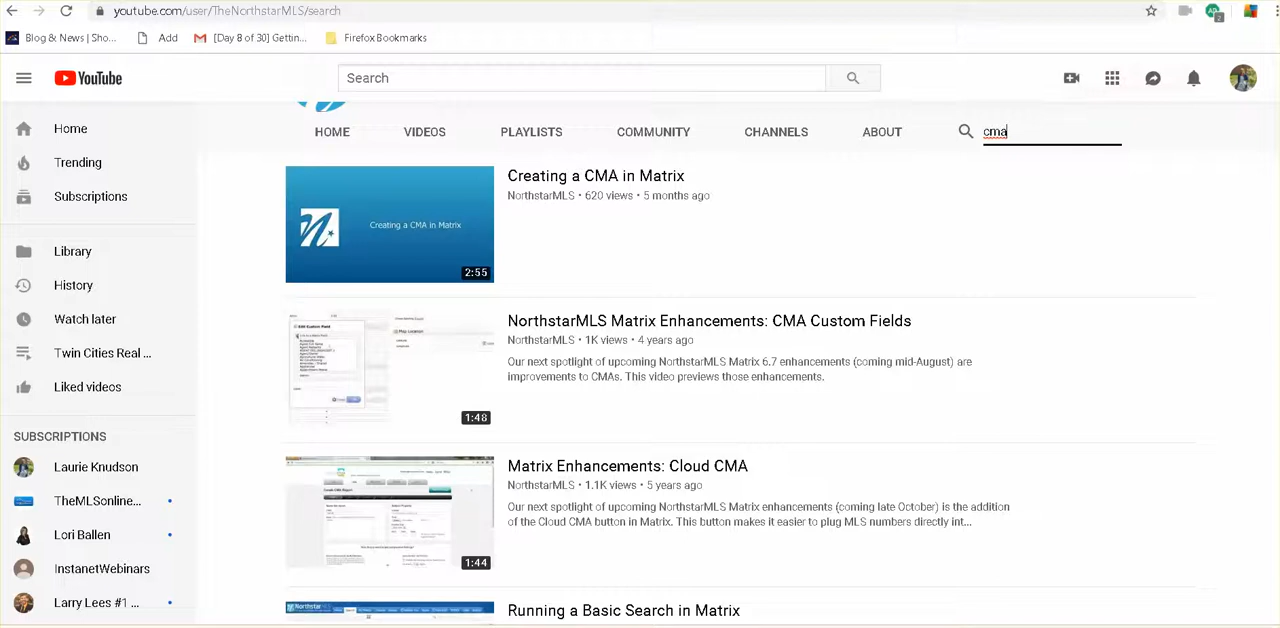 youtube.com/user/TheNorthstarMLS/search
2
Blog & News | Sho...
Add
[Day 8 of 30] Gettin...
Firefox Bookmarks
YouTube
Search
HOME
VIDEOS
PLAYLISTS
COMMUNITY
CHANNELS
ABOUT
cma
Home
Trending
Subscriptions
Library
History
Watch later
Twin Cities Real ...
Liked videos
SUBSCRIPTIONS
Laurie Knudson
TheMLSonline...
Lori Ballen
InstanetWebinars
Larry Lees #1 ...
Creating a CMA in Matrix
2:55
Creating a CMA in Matrix
NorthstarMLS • 620 views • 5 months ago
1:48
NorthstarMLS Matrix Enhancements: CMA Custom Fields
NorthstarMLS • 1K views • 4 years ago
Our next spotlight of upcoming NorthstarMLS Matrix 6.7 enhancements (coming mid-August) are
improvements to CMAs. This video previews those enhancements.
1:44
Matrix Enhancements: Cloud CMA
NorthstarMLS • 1.1K views • 5 years ago
Our next spotlight of upcoming NorthstarMLS Matrix enhancements (coming late October) is the addition
of the Cloud CMA button in Matrix. This button makes it easier to ping MLS numbers directly int...
NorthstarMLS
Running a Basic Search in Matrix